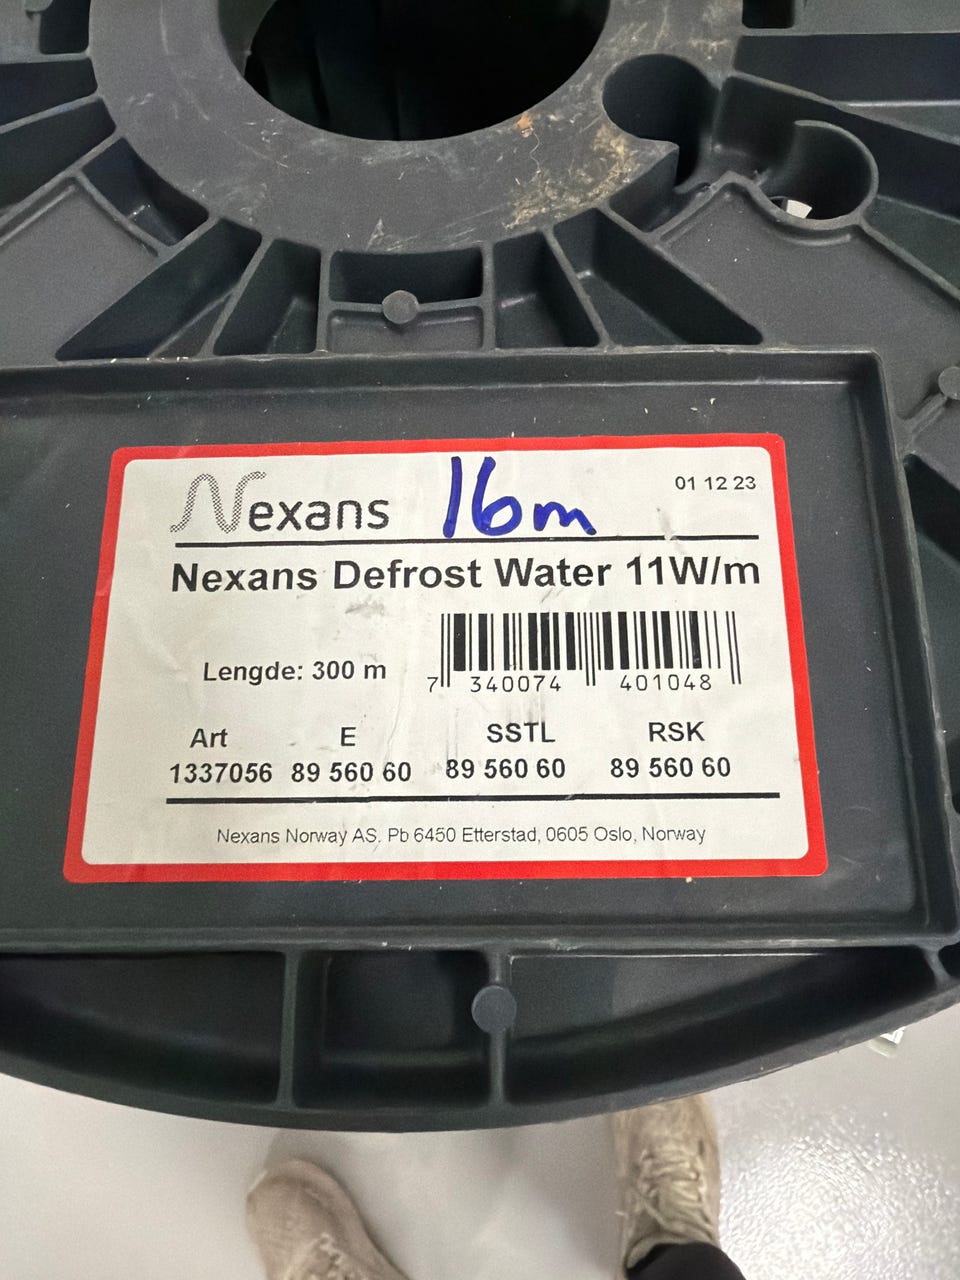 Nexans 16m 01 12 23
Nexans Defrost Water 11W/m
Lengde: 300 m
7 340074 401048
Art E SSTL RSK
1337056 89 560 60 89 560 60 89 560 60
Nexans Norway AS. Pb 6450 Etterstad, 0605 Oslo, Norway